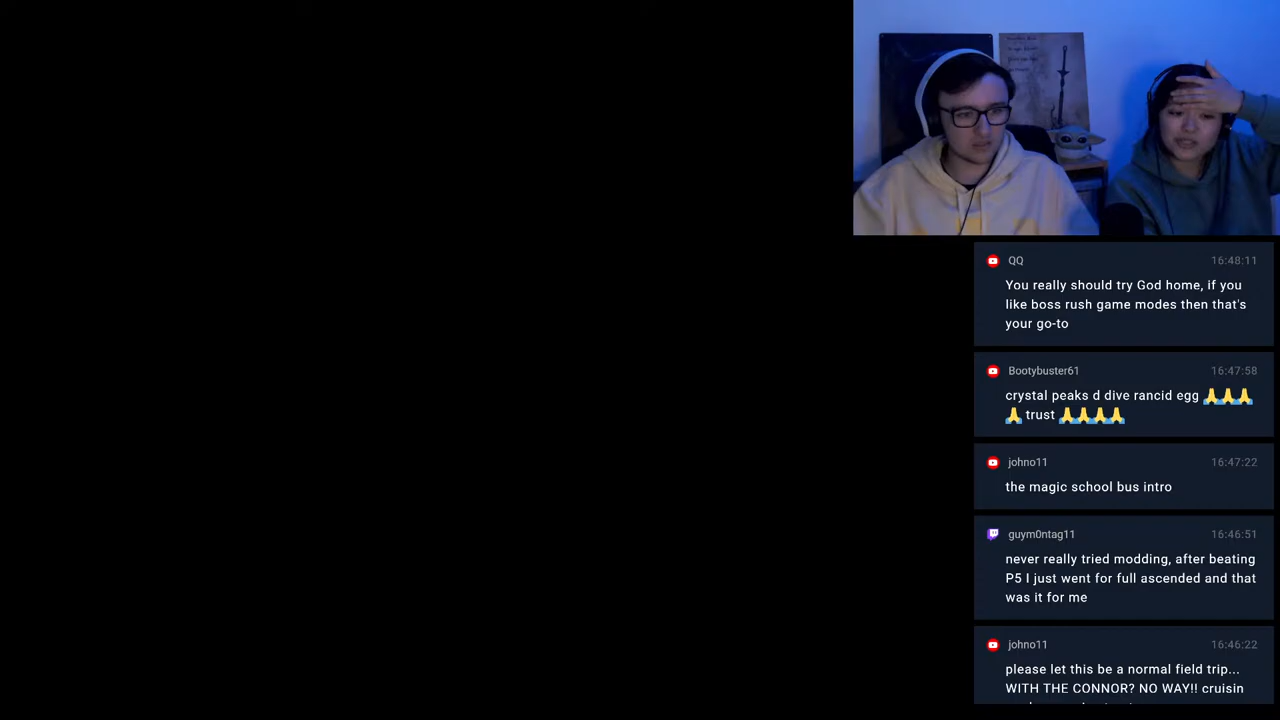 QQ 16:48:11
You really should try God home, if you
like boss rush game modes then that's
your go-to
Bootybuster61 16:47:58
crystal peaks d dive rancid egg 🙏🙏🙏
🙏 trust 🙏🙏🙏🙏
johno11 16:47:22
the magic school bus intro
guym0ntag11 16:46:51
never really tried modding, after beating
P5 I just went for full ascended and that
was it for me
johno11 16:46:22
please let this be a normal field trip...
WITH THE CONNOR? NO WAY!! cruisin